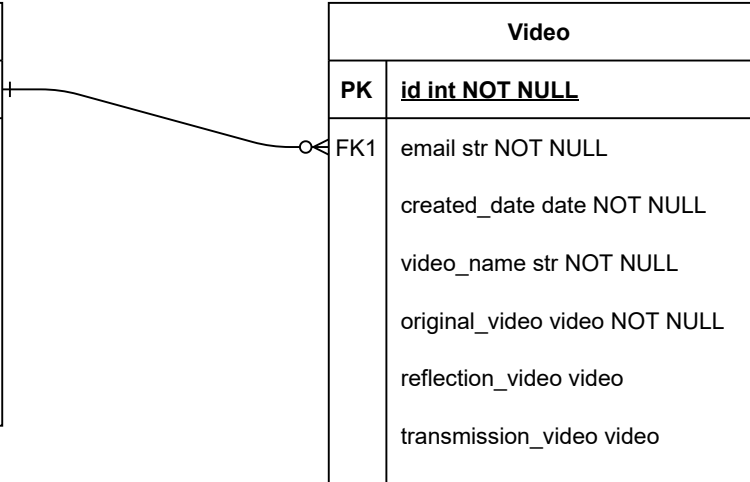 Video
PK id int NOT NULL
FK1 email str NOT NULL
created_date date NOT NULL
video_name str NOT NULL
original_video video NOT NULL
reflection_video video
transmission_video video